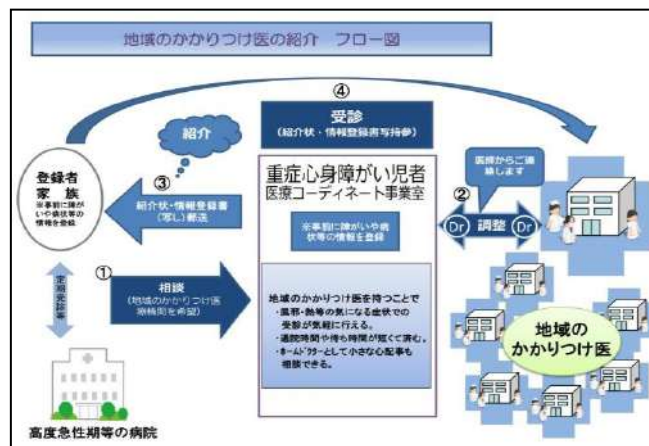 地域のかかりつけ医の紹介 フロー図
④
受診
(紹介状・情報登録書写持参)
紹介
医師からご連
絡します
登録者
家 族
※事前に障が
いや病状等の
情報を登録
③
紹介状・情報登録書
(写し)郵送
重症心身障がい児者
医療コーディネート事業室
※事前に障がいや病
状等の情報を登録
②
Dr
調整
Dr
①
相談
(地域のかかりつけ医
療機関を希望)
定期受診等
地域のかかりつけ医を持つことで
・風邪・熱等の気になる症状での
受診が気軽に行える。
・通院時間や待ち時間が短くて済む。
・ホームドクターとして小さな心配事も
相談できる。
地域の
かかりつけ医
高度急性期等の病院